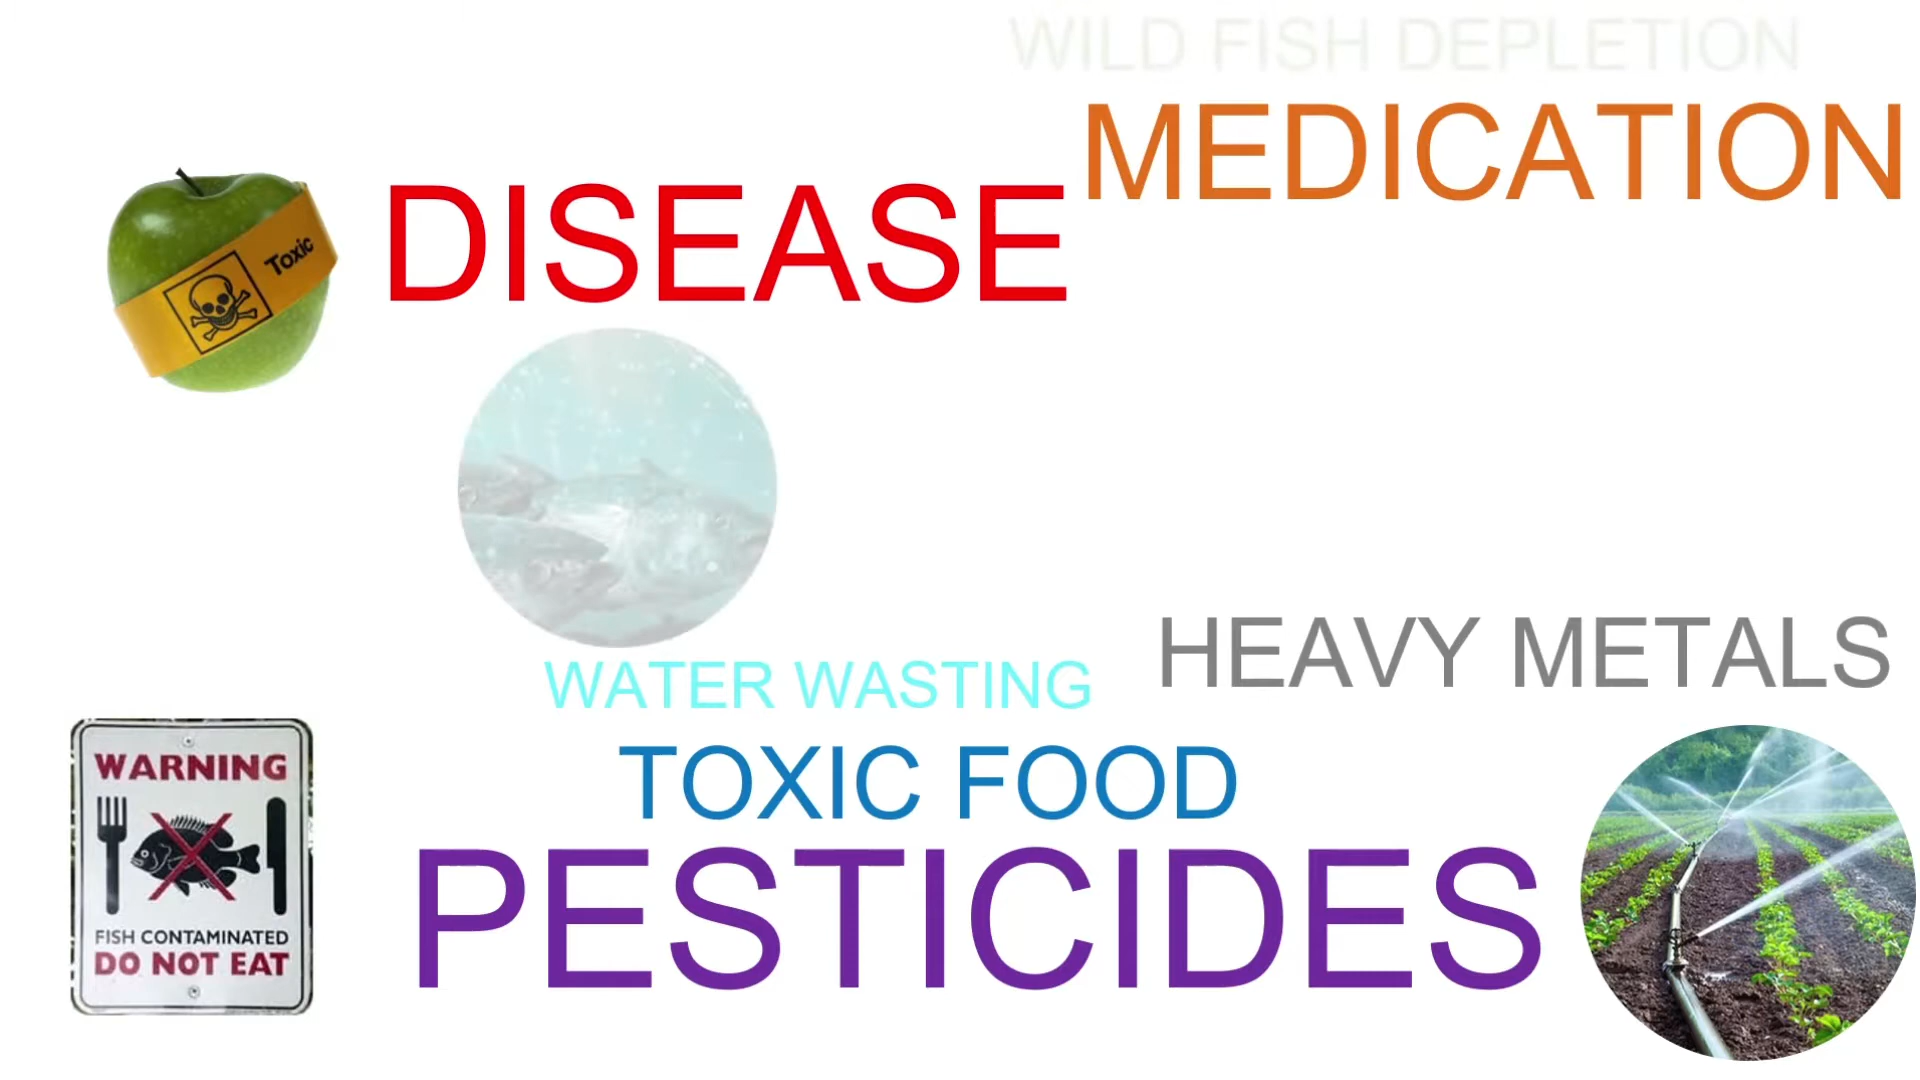 WILD FISH DEPLETION
MEDICATION
DISEASE
Toxic
HEAVY METALS
WATER WASTING
TOXIC FOOD
PESTICIDES
WARNING
FISH CONTAMINATED
DO NOT EAT